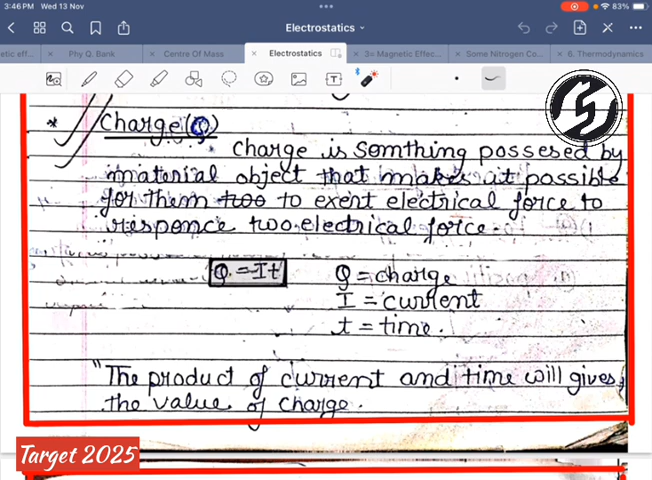 3:46 PM Wed 13 Nov
83%
Electrostatics
etic eff...
Phy Q. Bank
Centre Of Mass
Electrostatics
3= Magnetic Effec...
Some Nitrogen Co...
6. Thermodynamics
* Charge (Q)
Charge is somthing possesed by
material object that makes it possible
for them too to exert electrical force to
responce two.electrical force.
Q = It
Q = charge
I = current
t = time.
"The product of current and time will gives,
the value of charge.
Target 2025